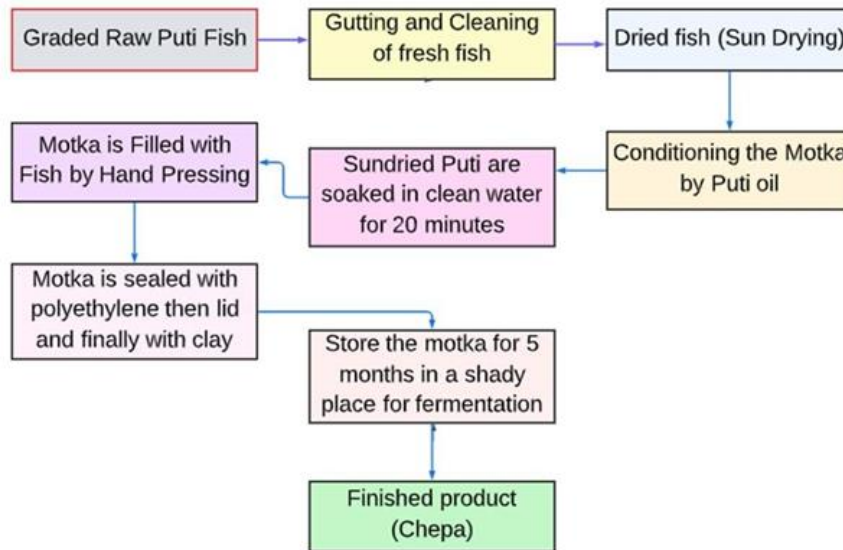 Graded Raw Puti Fish
Gutting and Cleaning
of fresh fish
Dried fish (Sun Drying)
Conditioning the Motka
by Puti oil
Sundried Puti are
soaked in clean water
for 20 minutes
Motka is Filled with
Fish by Hand Pressing
Motka is sealed with
polyethylene then lid
and finally with clay
Store the motka for 5
months in a shady
place for fermentation
Finished product
(Chepa)